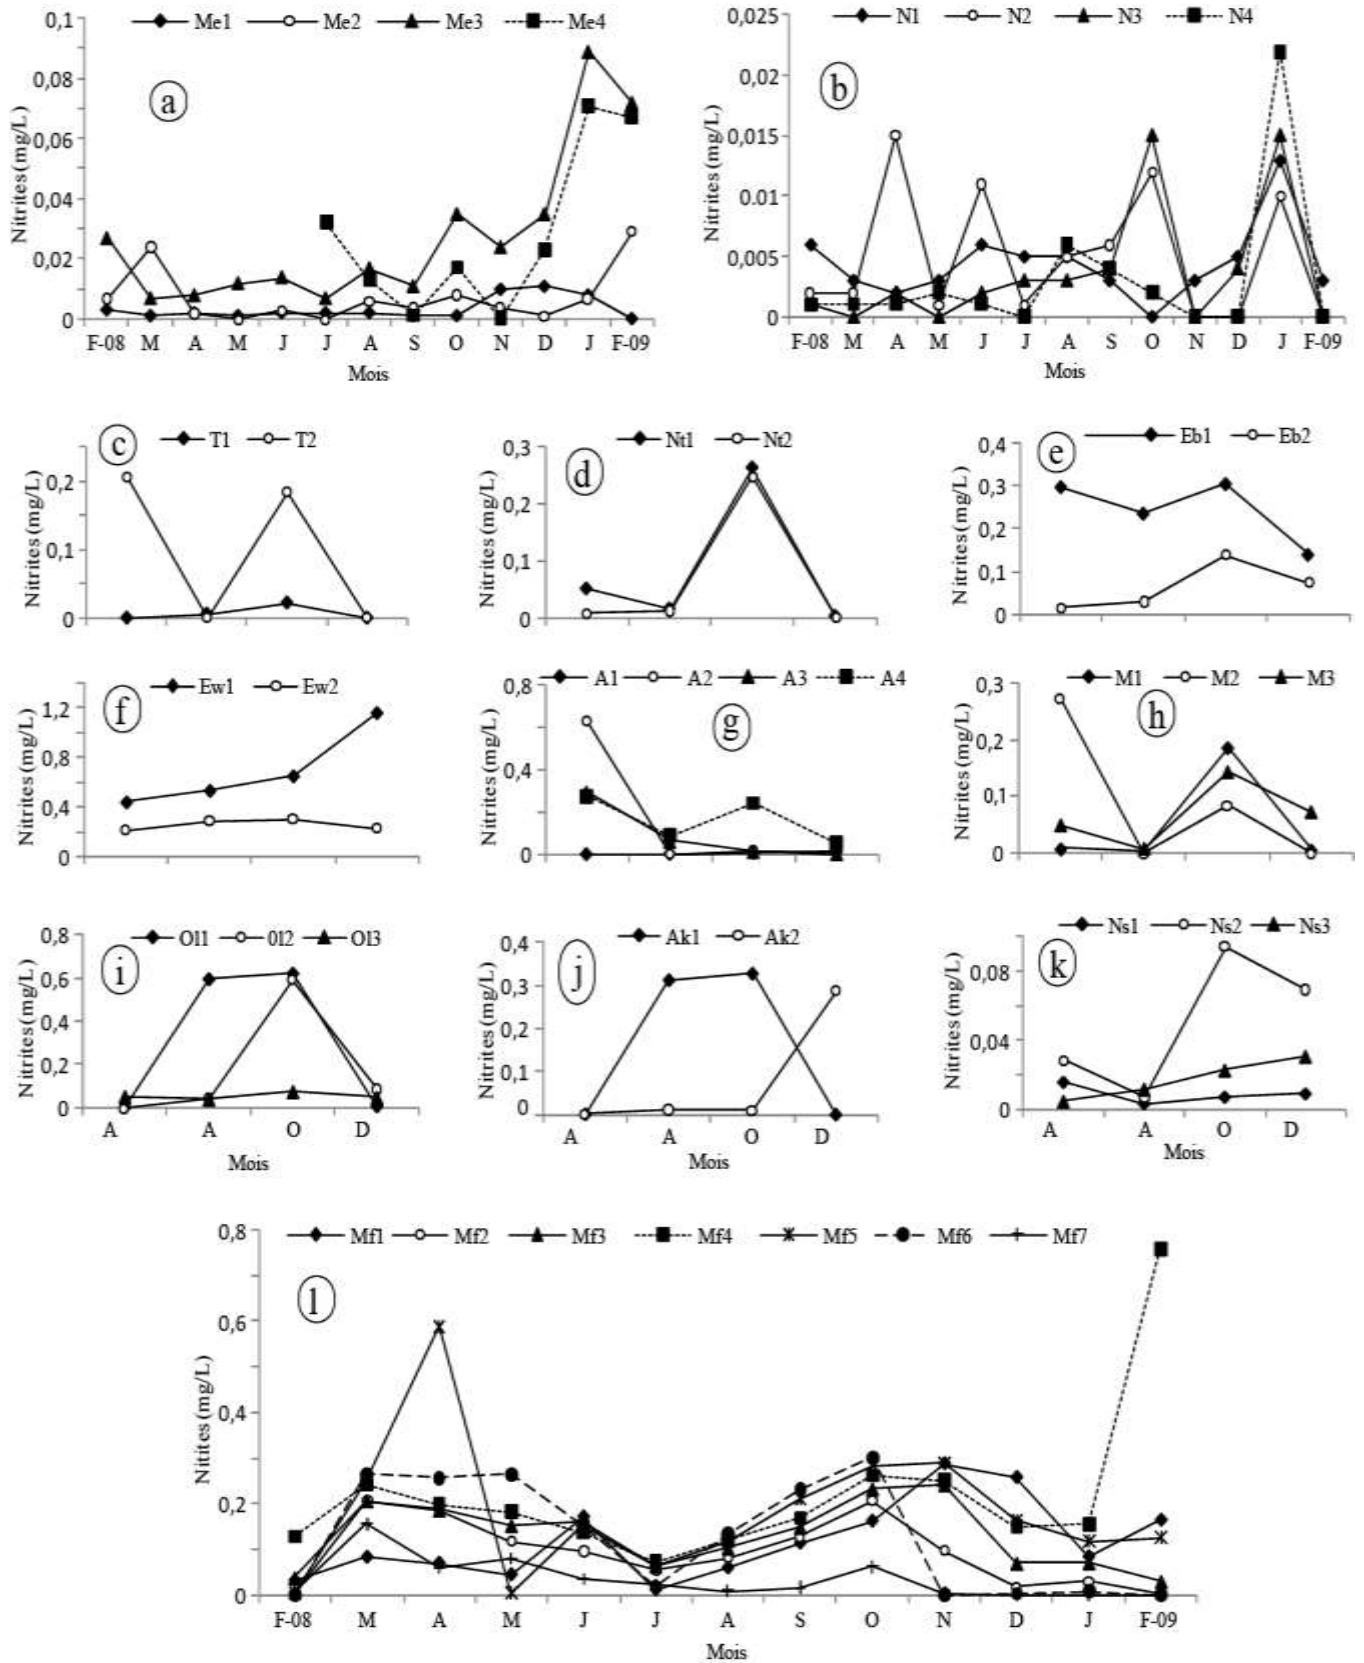 Me1 Me2 Me3 Me4
a
Nitrites (mg/L)
0,1
0,08
0,06
0,04
0,02
0
F-08 M A M J J A S O N D J F-09
Mois
N1 N2 N3 N4
b
Nitrites (mg/L)
0,025
0,02
0,015
0,01
0,005
0
F-08 M A M J J A S O N D J F-09
Mois
T1 T2
c
Nitrites (mg/L)
0,2
0,1
0
Nt1 Nt2
d
Nitrites (mg/L)
0,3
0,2
0,1
0
Eb1 Eb2
e
Nitrites (mg/L)
0,4
0,3
0,2
0,1
0
Ew1 Ew2
f
Nitrites (mg/L)
1,2
0,8
0,4
0
A1 A2 A3 A4
g
Nitrites (mg/L)
0,8
0,4
0
M1 M2 M3
h
Nitrites (mg/L)
0,3
0,2
0,1
0
Ol1 0l2 Ol3
i
Nitrites (mg/L)
0,8
0,6
0,4
0,2
0
A A O D
Mois
Ak1 Ak2
j
Nitrites (mg/L)
0,4
0,3
0,2
0,1
0
A A O D
Mois
Ns1 Ns2 Ns3
k
Nitrites (mg/L)
0,08
0,04
0
A A O D
Mois
Mf1 Mf2 Mf3 Mf4 Mf5 Mf6 Mf7
l
Nitites (mg/L)
0,8
0,6
0,4
0,2
0
F-08 M A M J J A S O N D J F-09
Mois